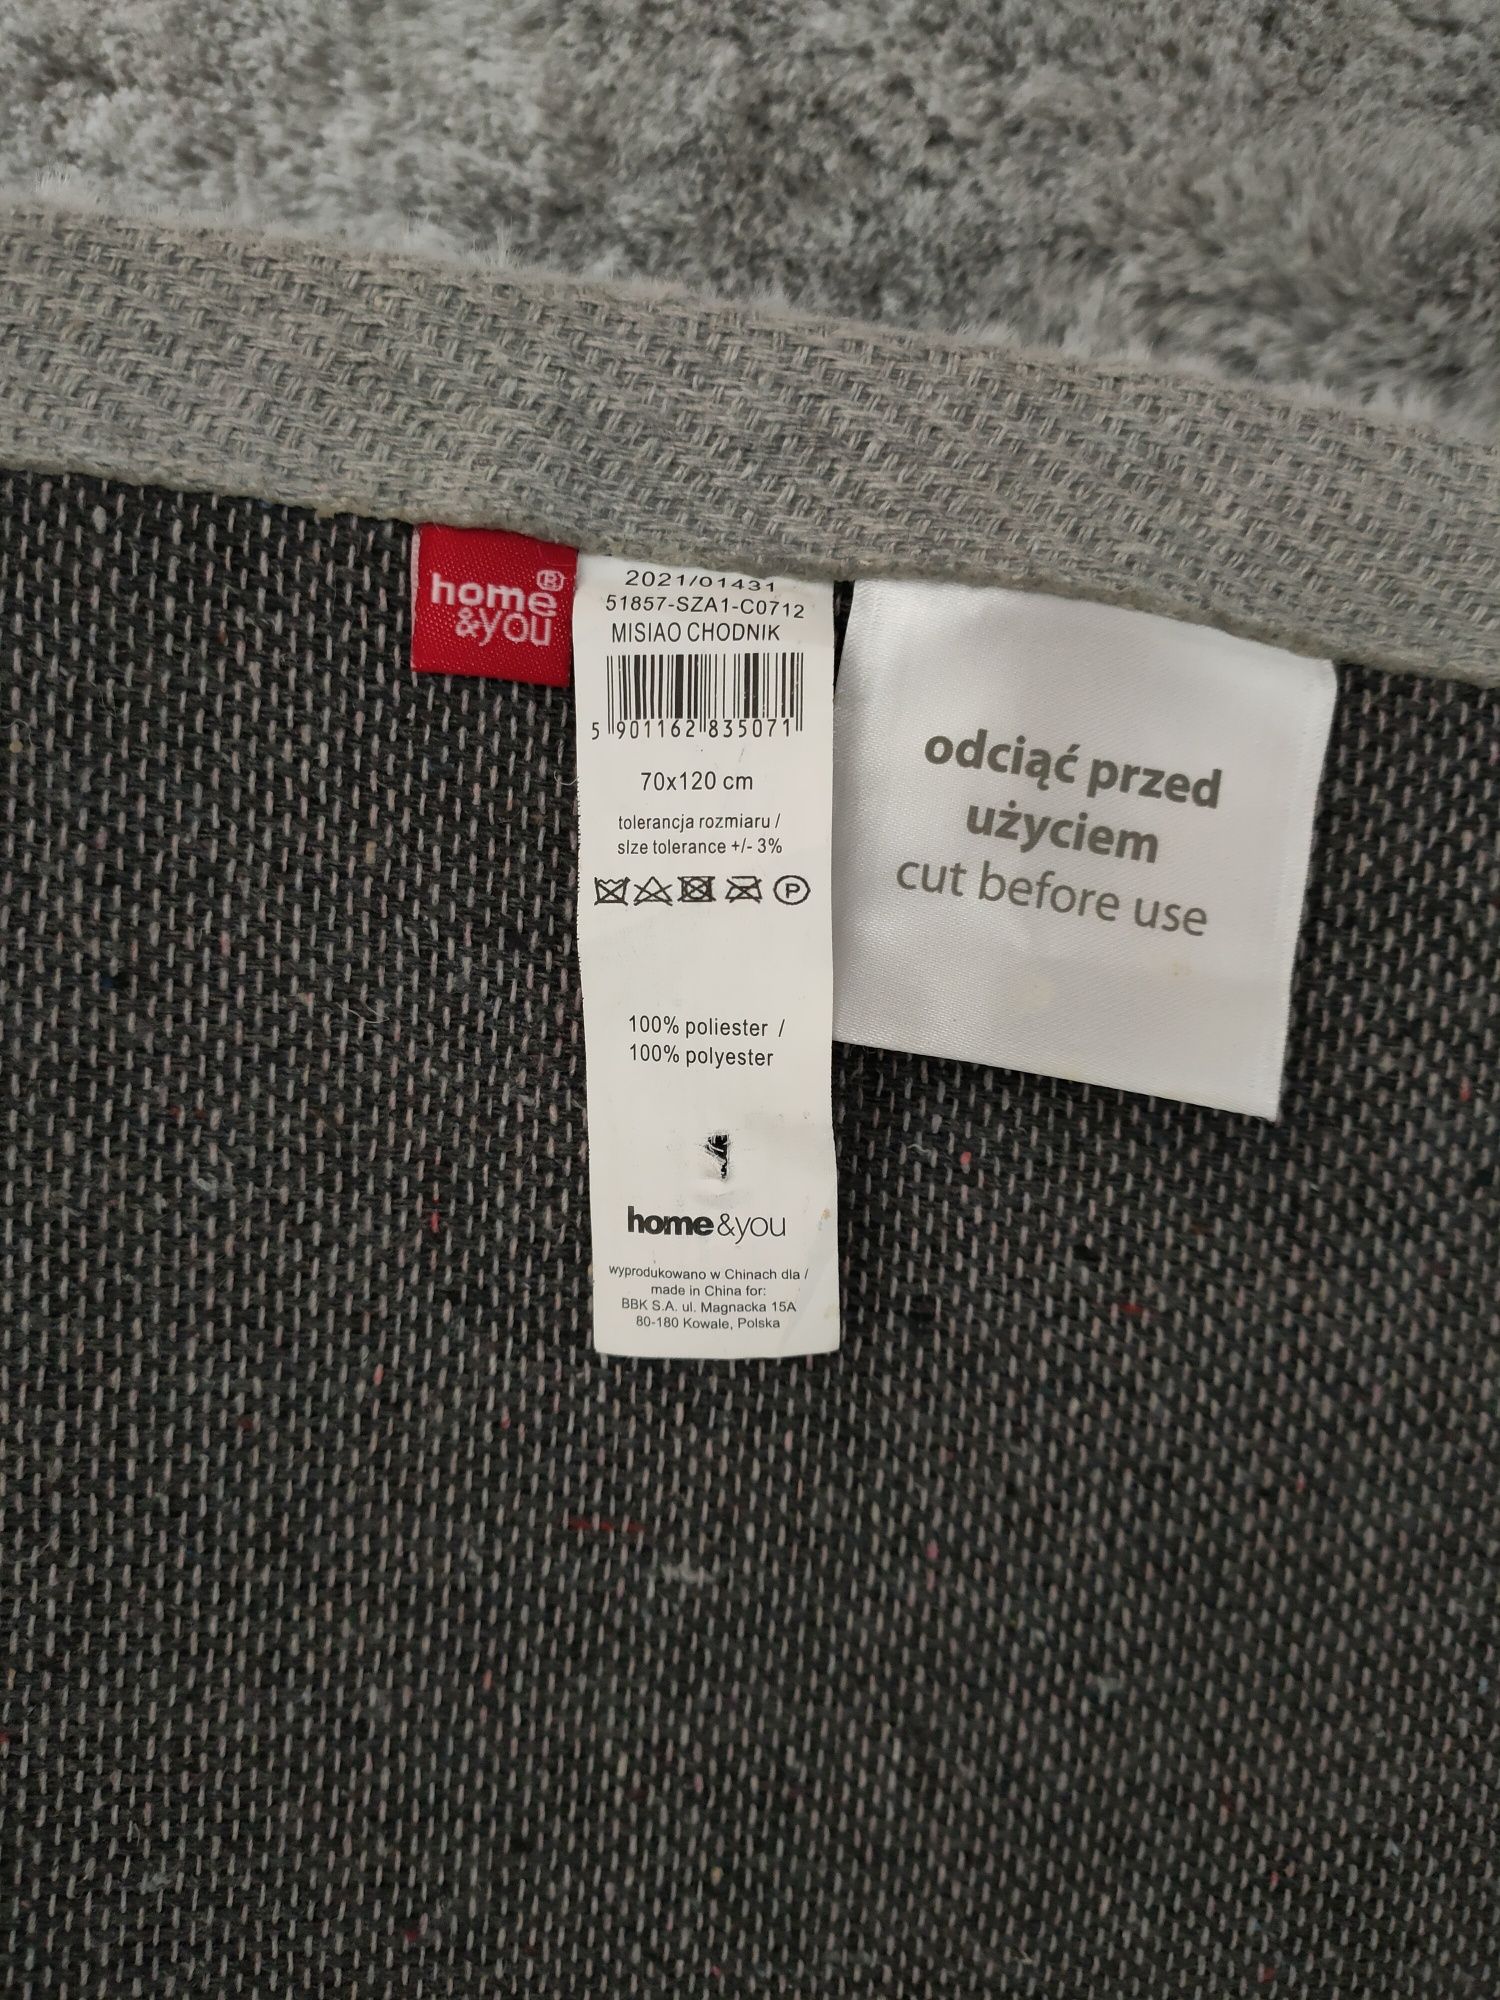 home®
&you
2021/01431
51857-SZA1-C0712
MISIAO CHODNIK
5 901162 835071
70x120 cm
tolerancja rozmiaru /
sIze tolerance +/- 3%
P
100% poliester /
100% polyester
home&you
wyprodukowano w Chinach dla /
made in China for:
BBK S.A. ul. Magnacka 15A
80-180 Kowale, Polska
odciąć przed
użyciem
cut before use